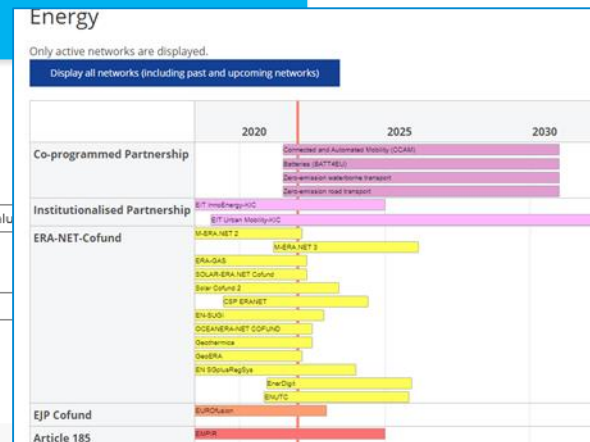 Energy
Only active networks are displayed.
Display all networks (including past and upcoming networks)
2020 2025 2030
Co-programmed Partnership
Connected and Automated Mobility (CCAM)
Batteries (BATT4EU)
Zero-emission waterborne transport
Zero-emission road transport
Institutionalised Partnership
EIT InnoEnergy-KIC
EIT Urban Mobility-KIC
ERA-NET-Cofund
M-ERA.NET 2
M-ERA.NET 3
ERA-GAS
SOLAR-ERA.NET Cofund
Solar Cofund 2
CSP ERANET
EN-SUGI
OCEANERA-NET COFUND
Geothermica
GeoERA
EN SGplusRegSys
EnerDigit
ENUTC
EJP Cofund
EUROfusion
Article 185
EMPIR